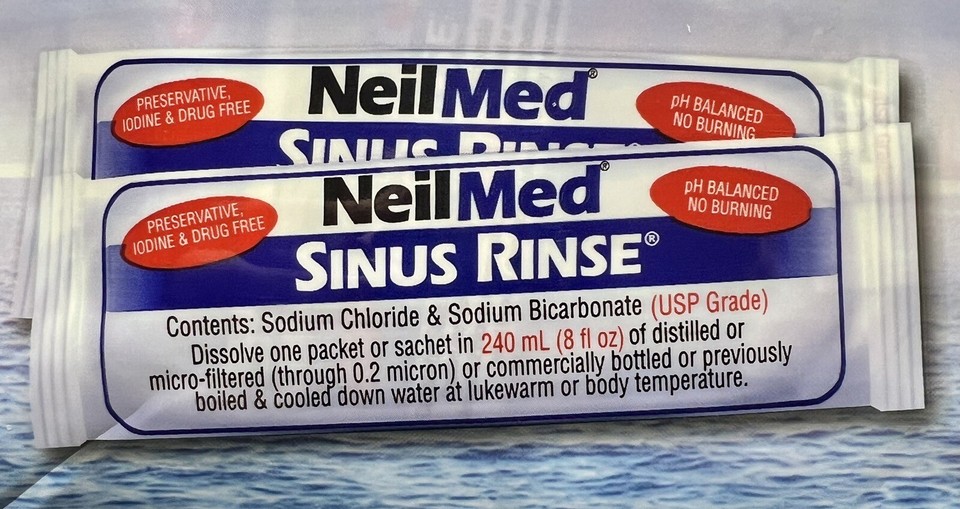 PRESERVATIVE,
IODINE & DRUG FREE
NeilMed®
pH BALANCED
NO BURNING
SINUS RINSE
PRESERVATIVE,
IODINE & DRUG FREE
NeilMed®
pH BALANCED
NO BURNING
SINUS RINSE®
Contents: Sodium Chloride & Sodium Bicarbonate (USP Grade)
Dissolve one packet or sachet in 240 mL (8 fl oz) of distilled or
micro-filtered (through 0.2 micron) or commercially bottled or previously
boiled & cooled down water at lukewarm or body temperature.